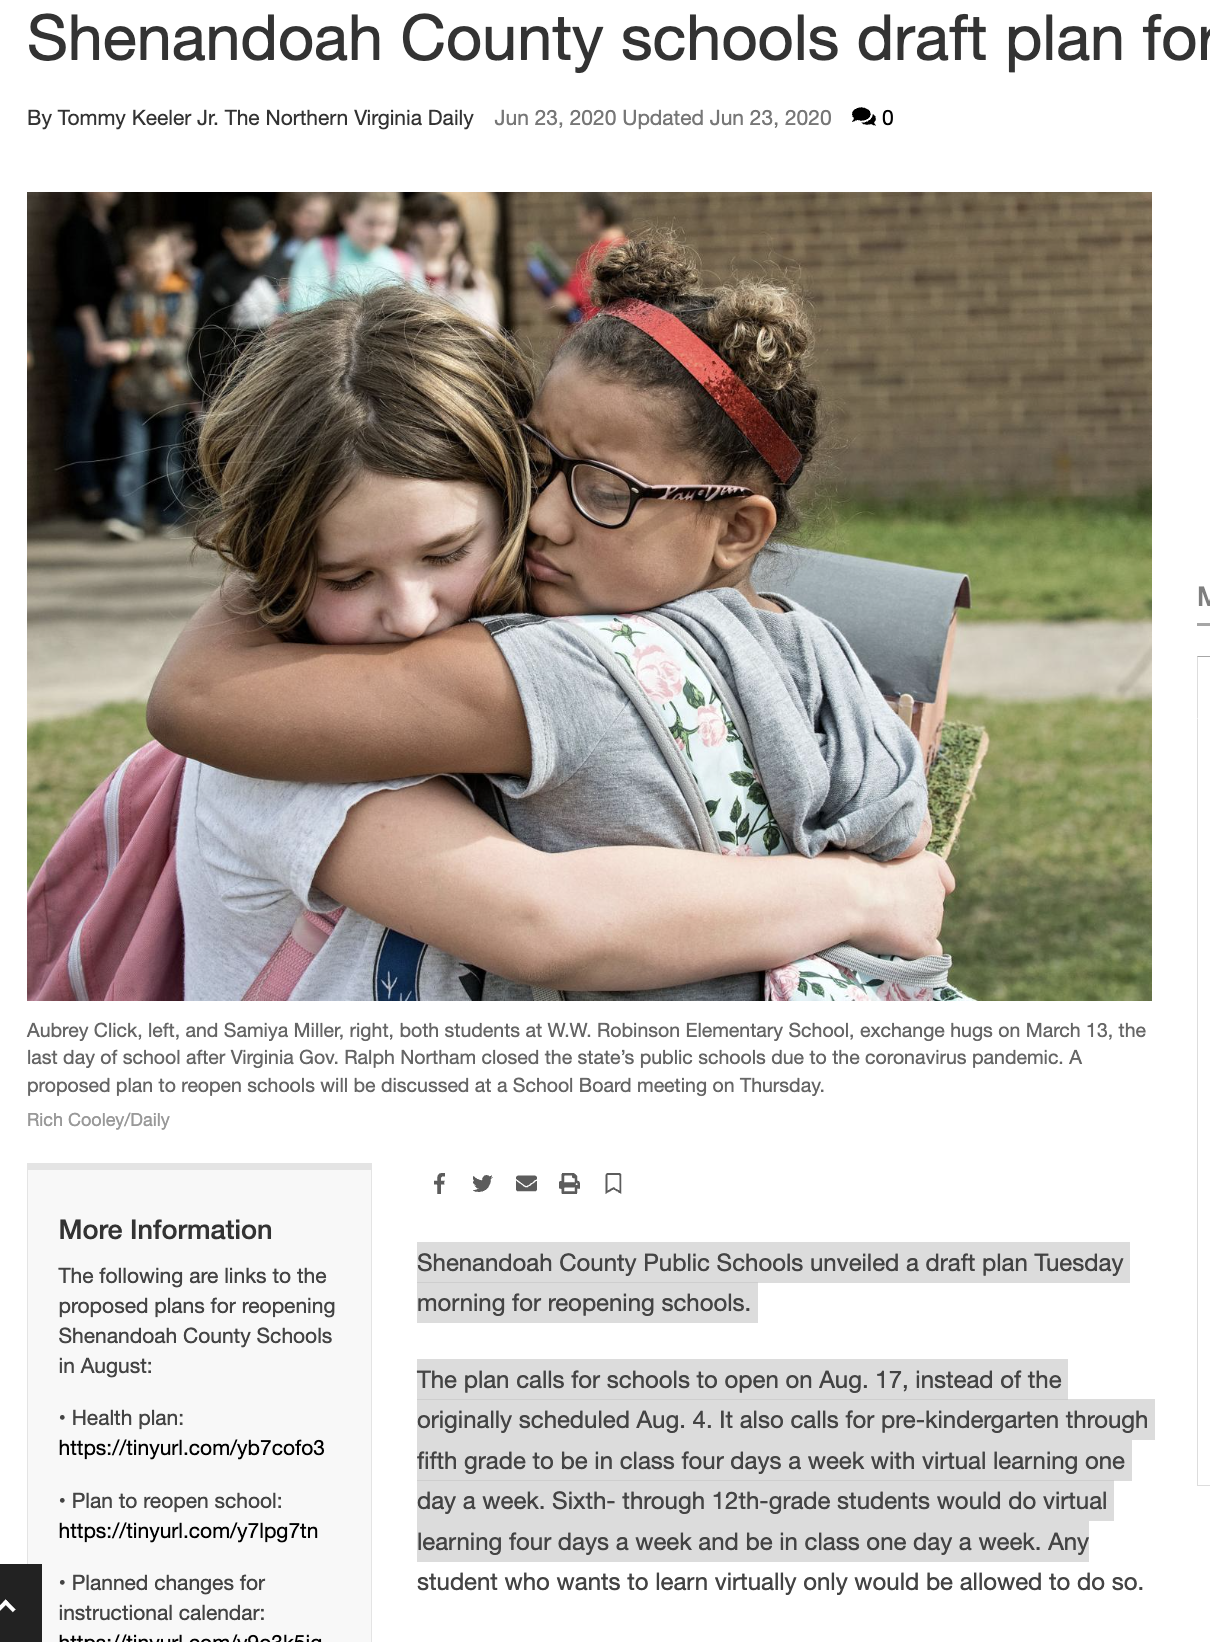 Shenandoah County schools draft plan for
By Tommy Keeler Jr. The Northern Virginia Daily Jun 23, 2020 Updated Jun 23, 2020 0
Ray-Ban
M
Aubrey Click, left, and Samiya Miller, right, both students at W.W. Robinson Elementary School, exchange hugs on March 13, the
last day of school after Virginia Gov. Ralph Northam closed the state’s public schools due to the coronavirus pandemic. A
proposed plan to reopen schools will be discussed at a School Board meeting on Thursday.
Rich Cooley/Daily
More Information
The following are links to the
proposed plans for reopening
Shenandoah County Schools
in August:
• Health plan:
https://tinyurl.com/yb7cofo3
• Plan to reopen school:
https://tinyurl.com/y7lpg7tn
• Planned changes for
instructional calendar:
Shenandoah County Public Schools unveiled a draft plan Tuesday
morning for reopening schools.
The plan calls for schools to open on Aug. 17, instead of the
originally scheduled Aug. 4. It also calls for pre-kindergarten through
fifth grade to be in class four days a week with virtual learning one
day a week. Sixth- through 12th-grade students would do virtual
learning four days a week and be in class one day a week. Any
student who wants to learn virtually only would be allowed to do so.